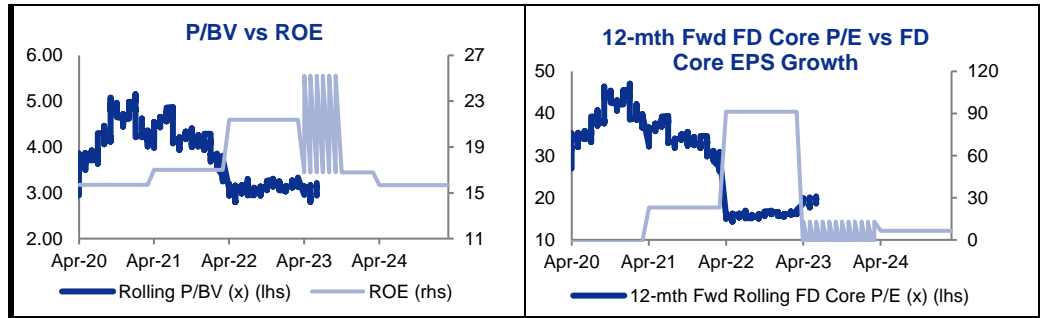 P/BV vs ROE
6.00
5.00
4.00
3.00
2.00
27
23
19
15
11
Apr-20 Apr-21 Apr-22 Apr-23 Apr-24
Rolling P/BV (x) (lhs) ROE (rhs)
12-mth Fwd FD Core P/E vs FD
Core EPS Growth
50
40
30
20
10
120
90
60
30
0
Apr-20 Apr-21 Apr-22 Apr-23 Apr-24
12-mth Fwd Rolling FD Core P/E (x) (lhs)